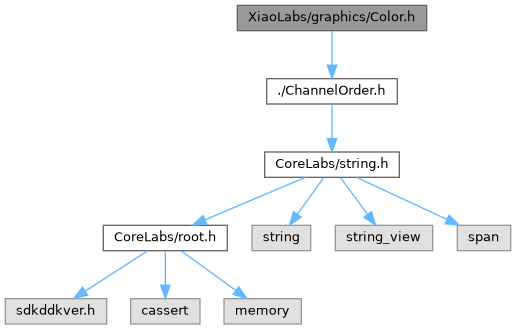 XiaoLabs/graphics/Color.h
./ChannelOrder.h
CoreLabs/string.h
CoreLabs/root.h
string
string_view
span
sdkddkver.h
cassert
memory